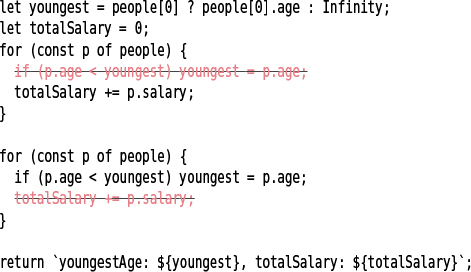 let youngest = people[0] ? people[0].age : Infinity;
let totalSalary = 0;
for (const p of people) {
  if (p.age < youngest) youngest = p.age;
  totalSalary += p.salary;
}

for (const p of people) {
  if (p.age < youngest) youngest = p.age;
  totalSalary += p.salary;
}

return `youngestAge: ${youngest}, totalSalary: ${totalSalary}`;